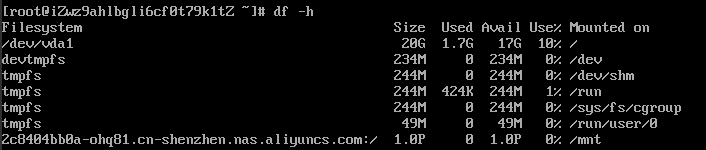 [root@iZwz9ahlbgli6cf0t79k1tZ ~]# df -h
Filesystem Size Used Avail Use% Mounted on
/dev/vda1 20G 1.7G 17G 10% /
devtmpfs 234M 0 234M 0% /dev
tmpfs 244M 0 244M 0% /dev/shm
tmpfs 244M 424K 244M 1% /run
tmpfs 244M 0 244M 0% /sys/fs/cgroup
tmpfs 49M 0 49M 0% /run/user/0
2c8404bb0a-ohq81.cn-shenzhen.nas.aliyuncs.com:/ 1.0P 0 1.0P 0% /mnt